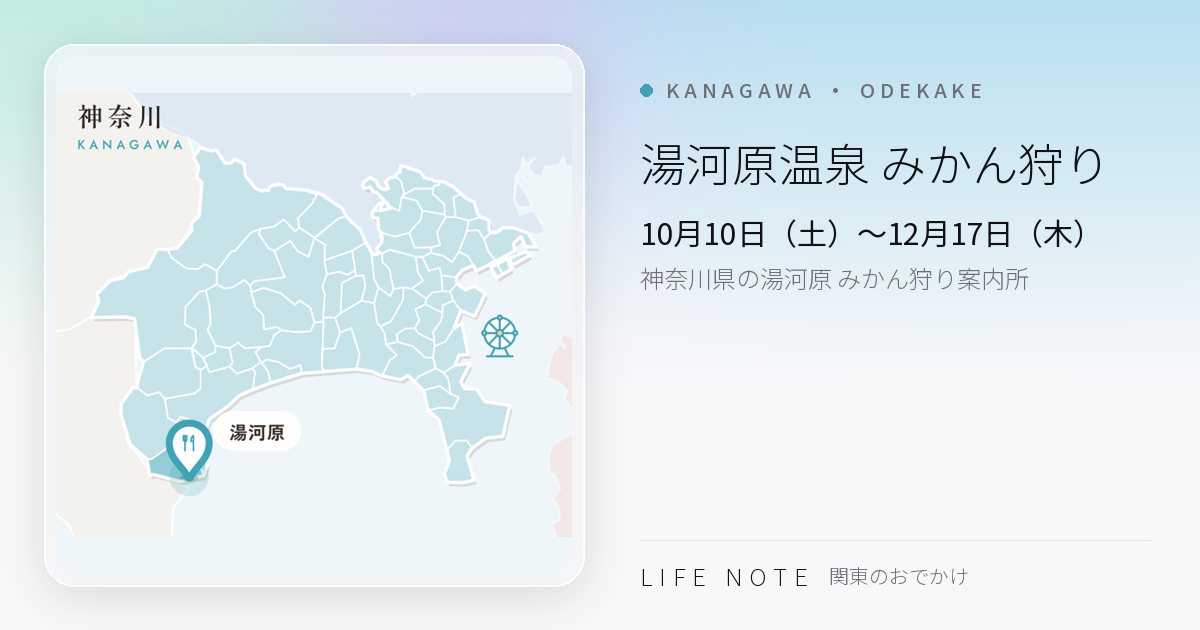 神奈川
KANAGAWA
湯河原
KANAGAWA • ODEKAKE
湯河原温泉 みかん狩り
10月10日（土）〜12月17日（木）
神奈川県の湯河原 みかん狩り案内所
LIFE NOTE 関東のおでかけ